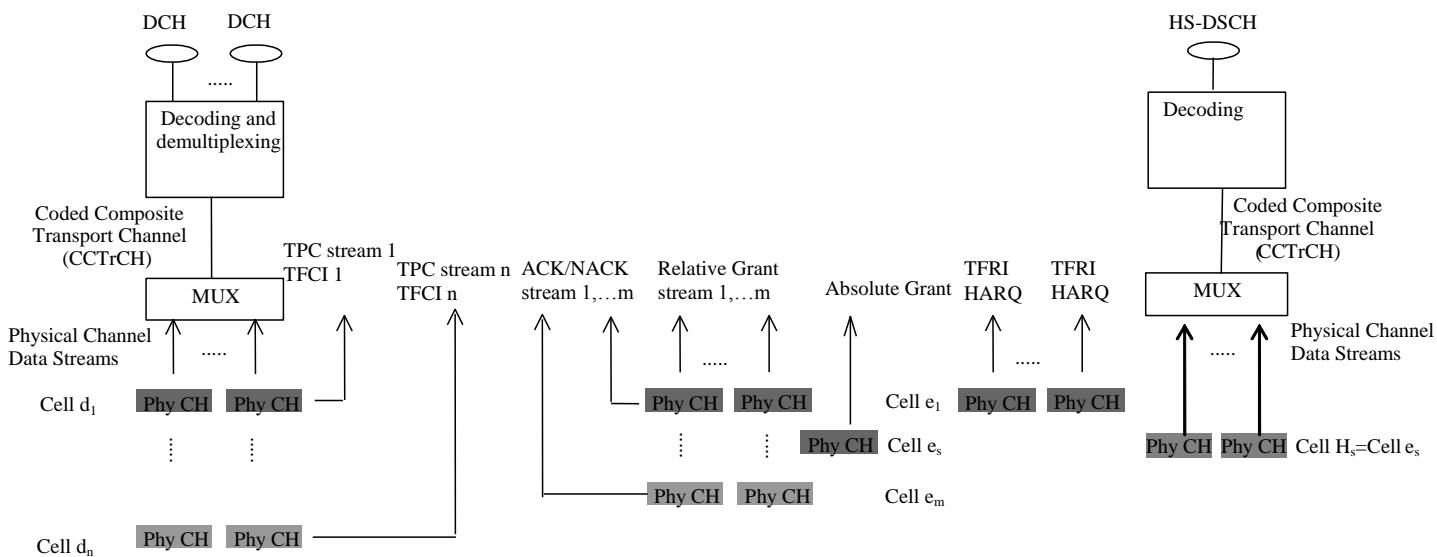 DCH DCH
.....
Decoding and
demultiplexing
Coded Composite
Transport Channel
(CCTrCH)
MUX
Physical Channel
Data Streams
.....
TPC stream 1
TFCI 1
TPC stream n
TFCI n
ACK/NACK
stream 1,…m
Relative Grant
stream 1,…m
.....
Absolute Grant
TFRI
HARQ
TFRI
HARQ
.....
HS-DSCH
Decoding
Coded Composite
Transport Channel
(CCTrCH)
MUX
Physical Channel
Data Streams
.....
Cell d1 Phy CH Phy CH
Phy CH Phy CH Cell e1 Phy CH Phy CH
Phy CH Cell es
Phy CH Phy CH Cell Hs=Cell es
Phy CH Phy CH Cell em
Cell dn Phy CH Phy CH